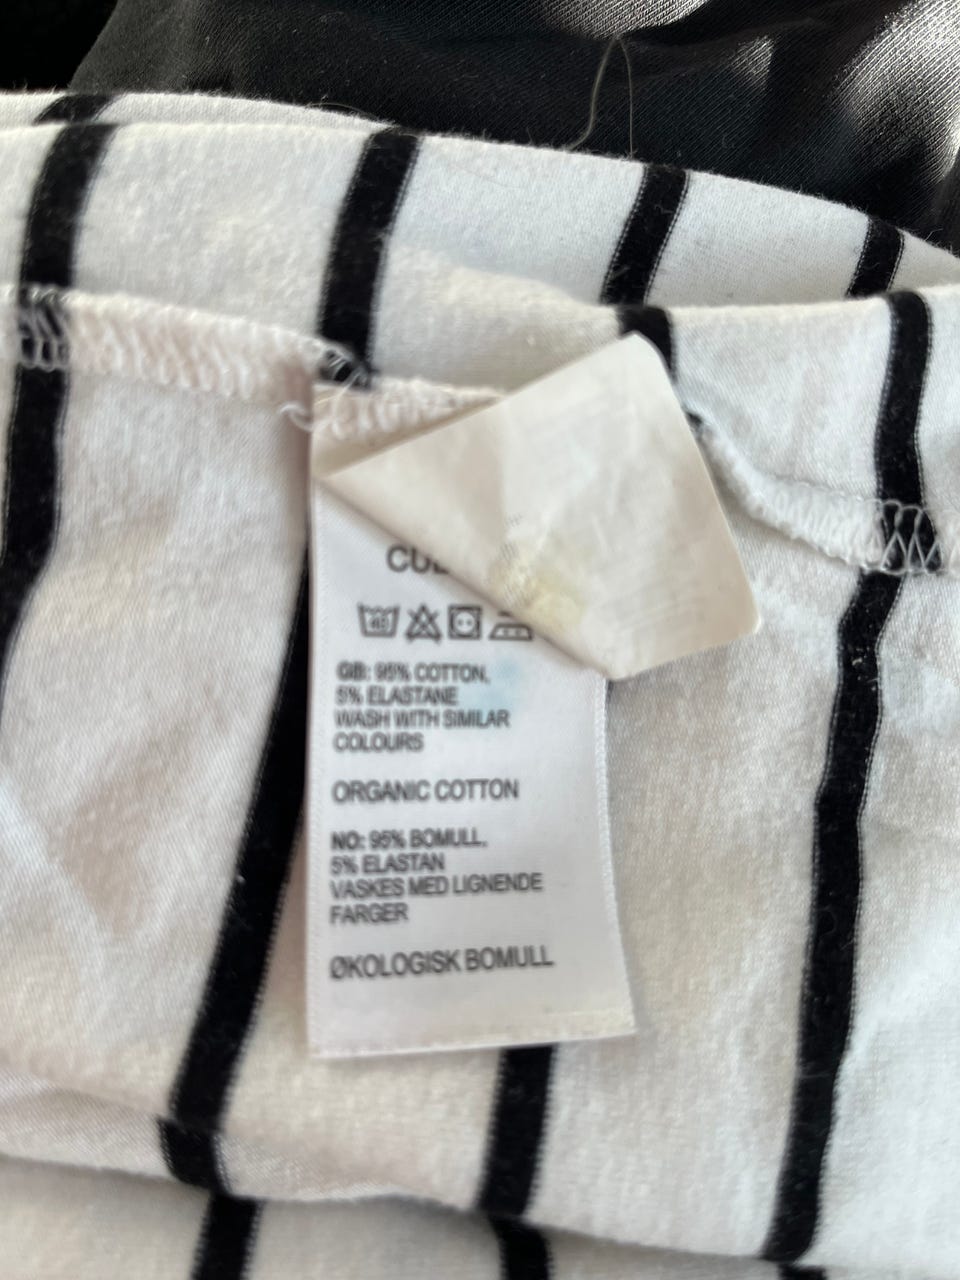 GB: 95% COTTON,
5% ELASTANE
WASH WITH SIMILAR
COLOURS
ORGANIC COTTON
NO: 95% BOMULL,
5% ELASTAN
VASKES MED LIGNENDE
FARGER
ØKOLOGISK BOMULL